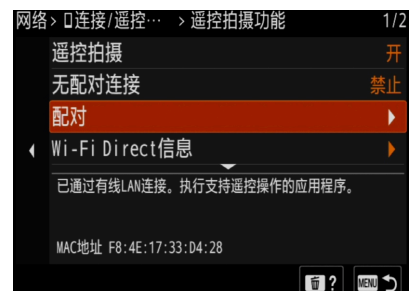 网络>▯连接/遥控… >遥控拍摄功能 1/2
遥控拍摄 开
无配对连接 禁止
配对
Wi-Fi Direct信息
已通过有线LAN连接。执行支持遥控操作的应用程序。
MAC地址 F8:4E:17:33:D4:28
? MENU